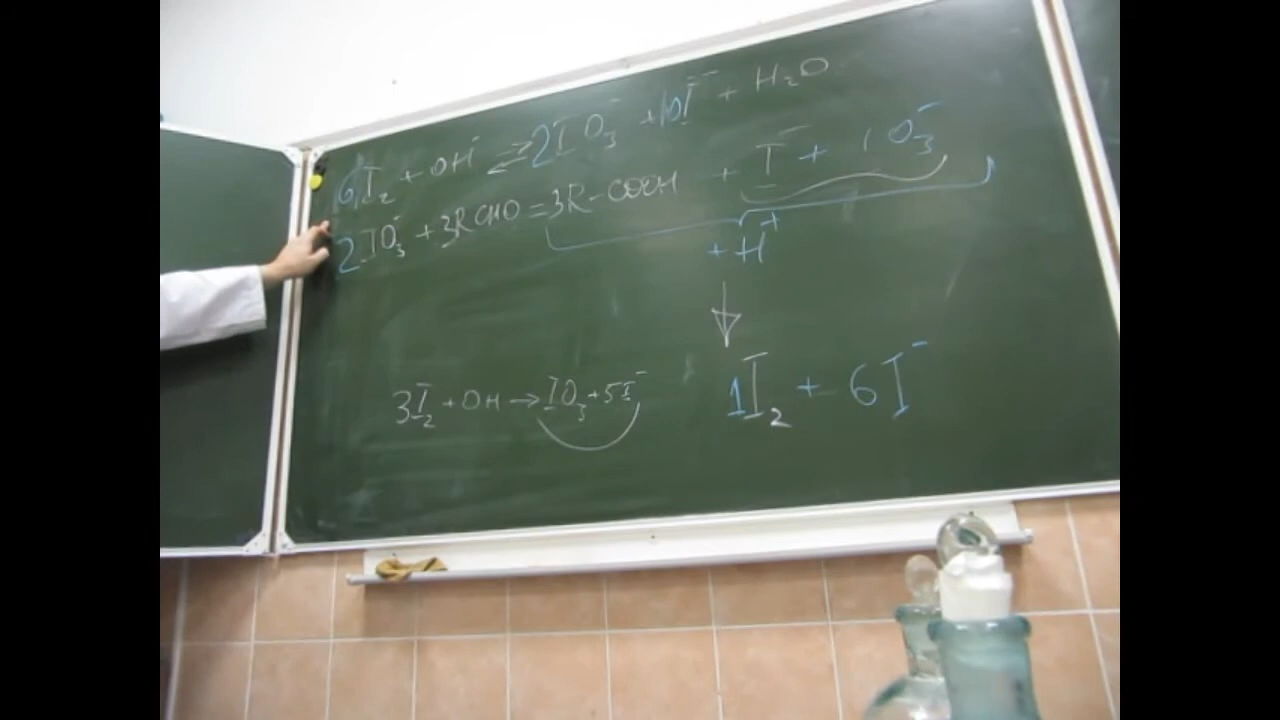 6I₂ + OH⁻ ⇄ 2IO₃⁻ + 10I⁻ + H₂O
2IO₃⁻ + 3RCHO = 3R-COOH + I⁻ + IO₃⁻
+ H⁺
3I₂ + OH → IO₃ + 5I⁻
1I₂ + 6I⁻